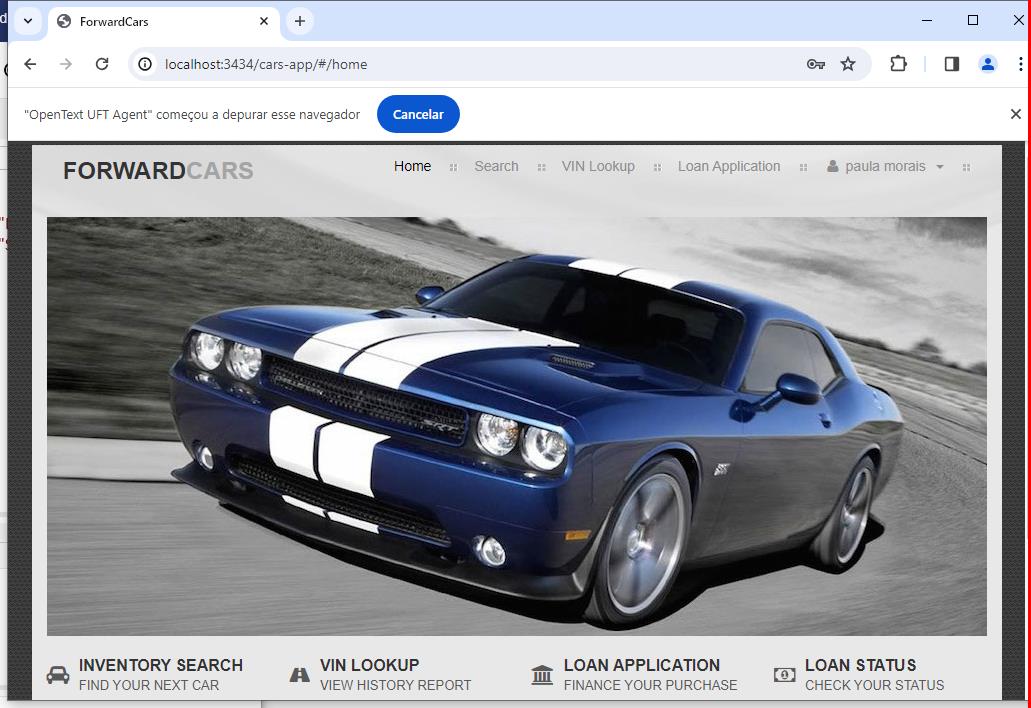 ForwardCars
localhost:3434/cars-app/#/home
"OpenText UFT Agent" começou a depurar esse navegador
Cancelar
FORWARDCARS
Home
Search
VIN Lookup
Loan Application
paula morais
SRT
INVENTORY SEARCH
FIND YOUR NEXT CAR
VIN LOOKUP
VIEW HISTORY REPORT
LOAN APPLICATION
FINANCE YOUR PURCHASE
LOAN STATUS
CHECK YOUR STATUS